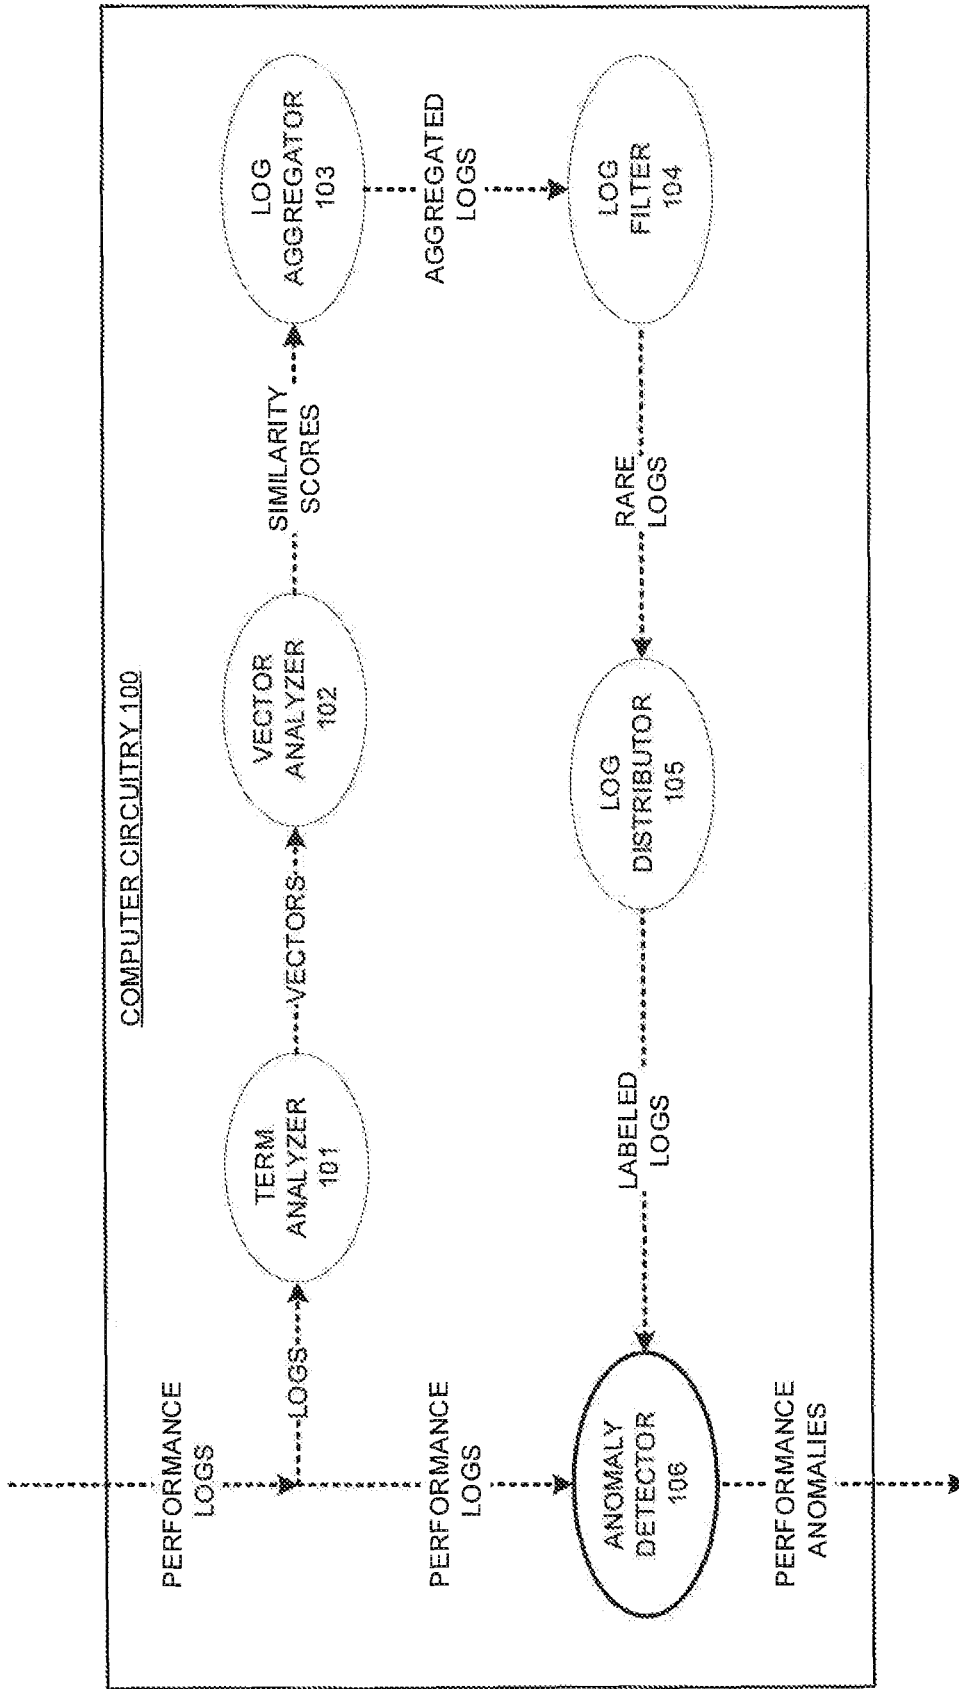 COMPUTER CIRCUITRY 100
PERFORMANCE
LOGS
LOGS
TERM
ANALYZER
101
VECTORS
VECTOR
ANALYZER
102
SIMILARITY
SCORES
LOG
AGGREGATOR
103
AGGREGATED
LOGS
LOG
FILTER
104
RARE
LOGS
LOG
DISTRIBUTOR
105
LABELED
LOGS
PERFORMANCE
LOGS
ANOMALY
DETECTOR
106
PERFORMANCE
ANOMALIES